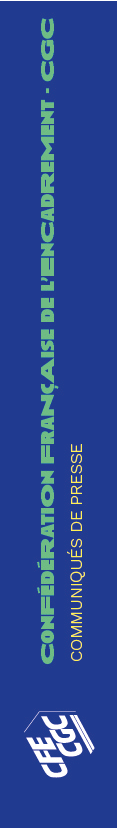 CONFÉDÉRATION FRANÇAISE DE L'ENCADREMENT - CGC
COMMUNIQUÉS DE PRESSE
CFE
CGC